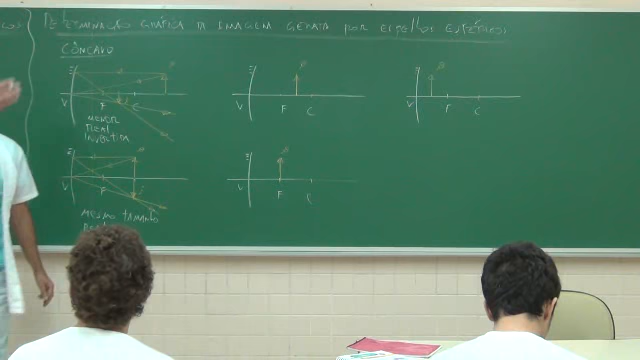 DETERMINAÇÃO GRÁFICA DA IMAGEM GERADA POR ESPELHOS ESFÉRICOS
CÔNCAVO
E
V
F
C
MENOR
REAL
INVERTIDA
E
V
F
C
E
V
F
C
E
V
F
MESMO TAMANHO
E
V
F
C